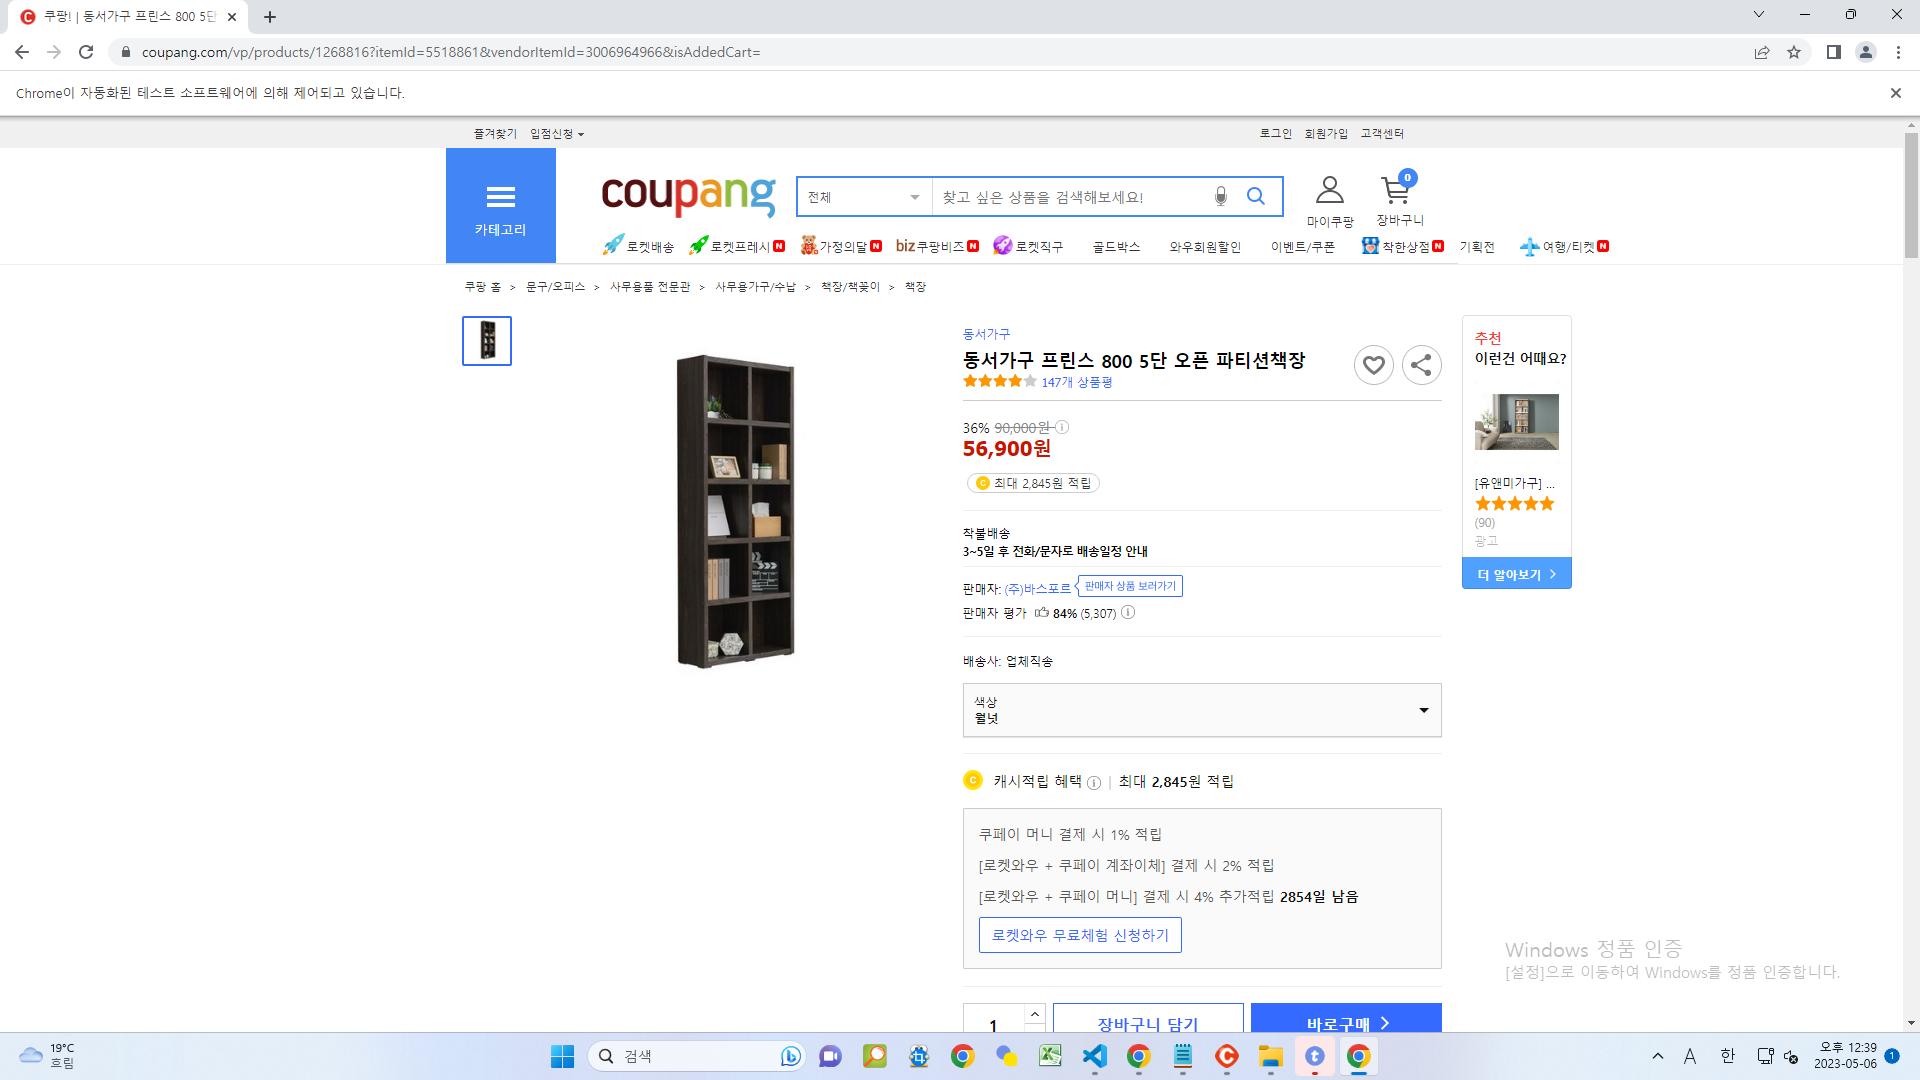 쿠팡! | 동서가구 프린스 800 5단
coupang.com/vp/products/1268816?itemId=5518861&vendorItemId=3006964966&isAddedCart=
Chrome이 자동화된 테스트 소프트웨어에 의해 제어되고 있습니다.
즐겨찾기 입점신청
로그인 회원가입 고객센터
카테고리
coupang
전체
찾고 싶은 상품을 검색해보세요!
마이쿠팡
0
장바구니
로켓배송 로켓프레시 N 가정의달 N biz 쿠팡비즈 N 로켓직구 골드박스 와우회원할인 이벤트/쿠폰 착한상점 N 기획전 여행/티켓 N
쿠팡 홈 > 문구/오피스 > 사무용품 전문관 > 사무용가구/수납 > 책장/책꽂이 > 책장
동서가구
동서가구 프린스 800 5단 오픈 파티션책장
147개 상품평
36% 90,000원
56,900원
최대 2,845원 적립
착불배송
3~5일 후 전화/문자로 배송일정 안내
판매자: (주)바스포르 판매자 상품 보러가기
판매자 평가 84% (5,307)
배송사: 업체직송
색상
월넛
캐시적립 혜택 | 최대 2,845원 적립
쿠페이 머니 결제 시 1% 적립
[로켓와우 + 쿠페이 계좌이체] 결제 시 2% 적립
[로켓와우 + 쿠페이 머니] 결제 시 4% 추가적립 2854일 남음
로켓와우 무료체험 신청하기
1
장바구니 담기
바로구매
추천
이런건 어때요?
[유앤미가구] ...
(90)
광고
더 알아보기
Windows 정품 인증
[설정]으로 이동하여 Windows를 정품 인증합니다.
19°C
흐림
검색
A 한
오후 12:39
2023-05-06
1